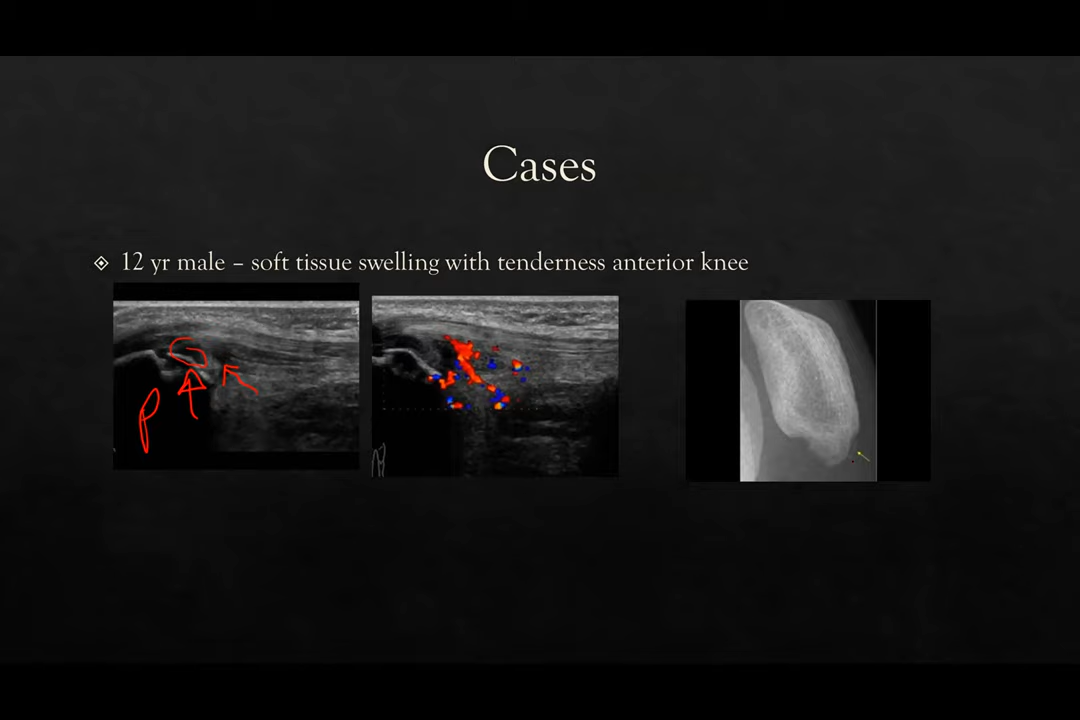 Cases
12 yr male – soft tissue swelling with tenderness anterior knee
P